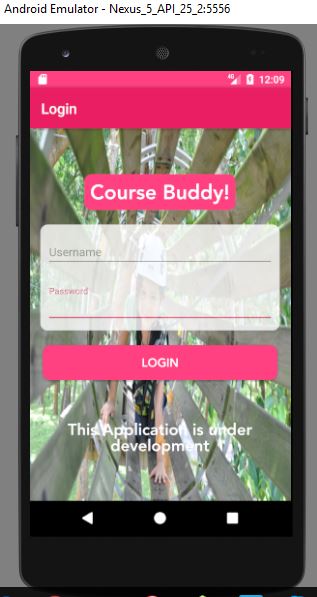 Android Emulator - Nexus_5_API_25_2:5556
4G 12:09
Login
Course Buddy!
Username
Password
LOGIN
This Application is under
development